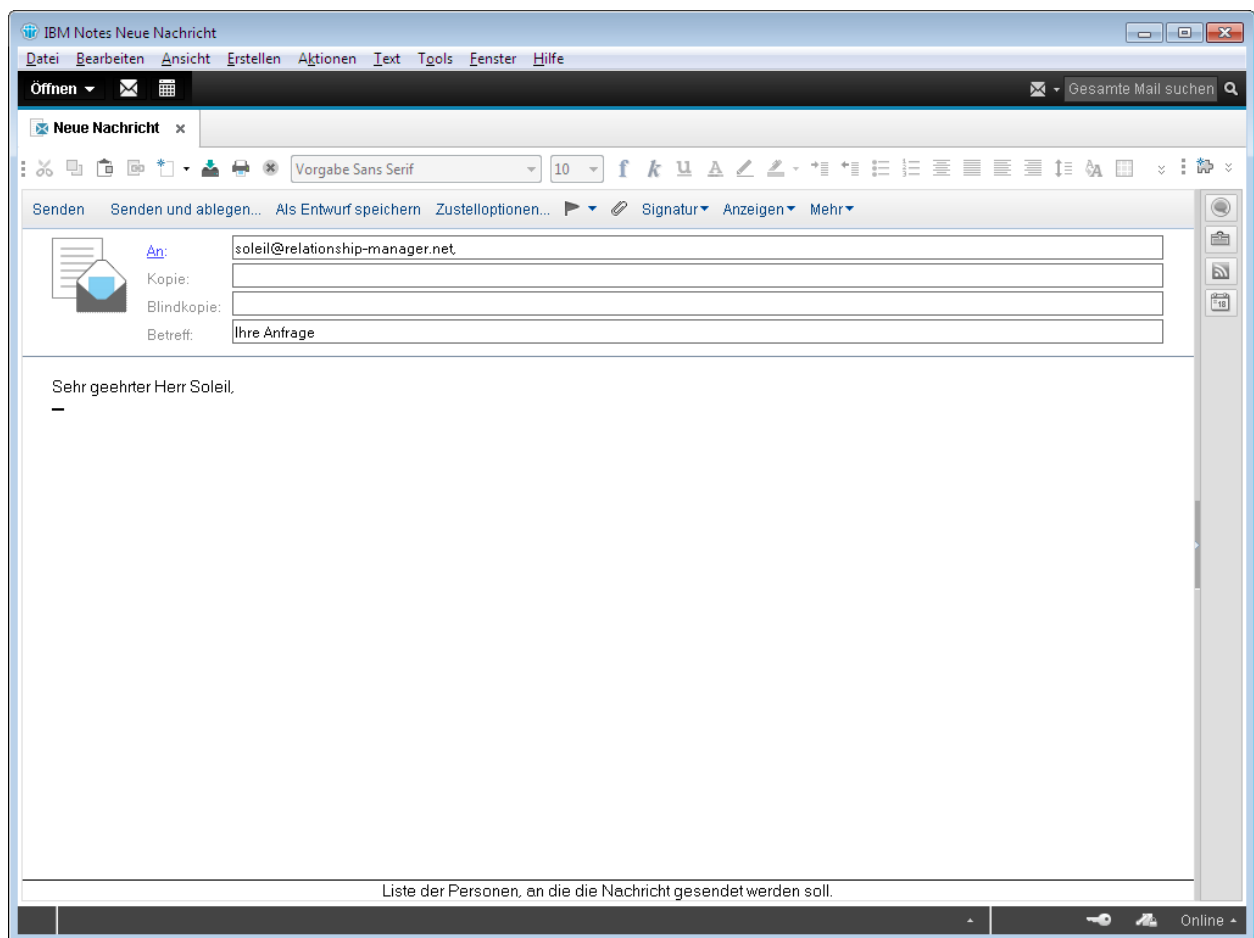 IBM Notes Neue Nachricht
Datei Bearbeiten Ansicht Erstellen Aktionen Text Tools Fenster Hilfe
Öffnen Gesamte Mail suchen
Neue Nachricht x
Vorgabe Sans Serif 10 f k u A
Senden Senden und ablegen... Als Entwurf speichern Zustelloptionen... Signatur Anzeigen Mehr
An: soleil@relationship-manager.net,
Kopie:
Blindkopie:
Betreff: Ihre Anfrage
Sehr geehrter Herr Soleil,
Liste der Personen, an die die Nachricht gesendet werden soll.
Online